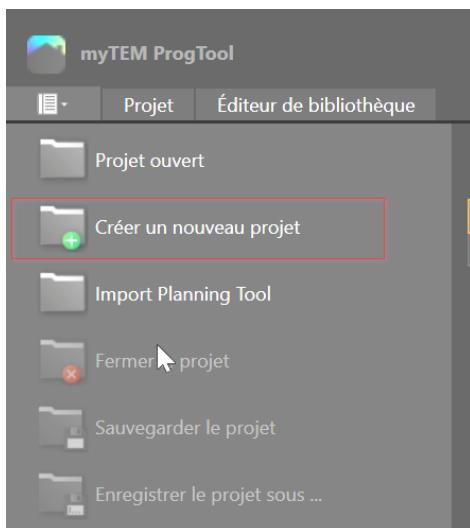 myTEM ProgTool
Projet Éditeur de bibliothèque
Projet ouvert
Créer un nouveau projet
Import Planning Tool
Fermer le projet
Sauvegarder le projet
Enregistrer le projet sous ...